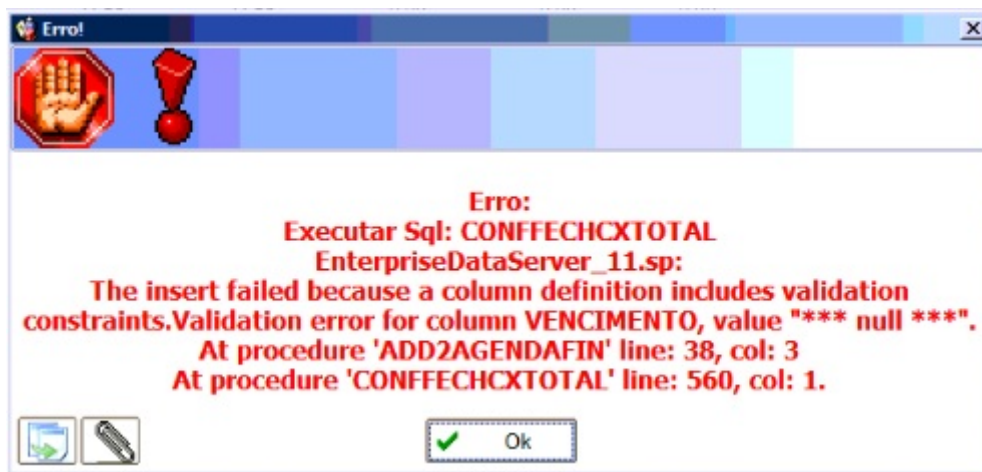 Erro!
Erro:
Executar Sql: CONFFECHCXTOTAL
EnterpriseDataServer_11.sp:
The insert failed because a column definition includes validation
constraints.Validation error for column VENCIMENTO, value "*** null ***".
At procedure 'ADD2AGENDAFIN' line: 38, col: 3
At procedure 'CONFFECHCXTOTAL' line: 560, col: 1.
Ok